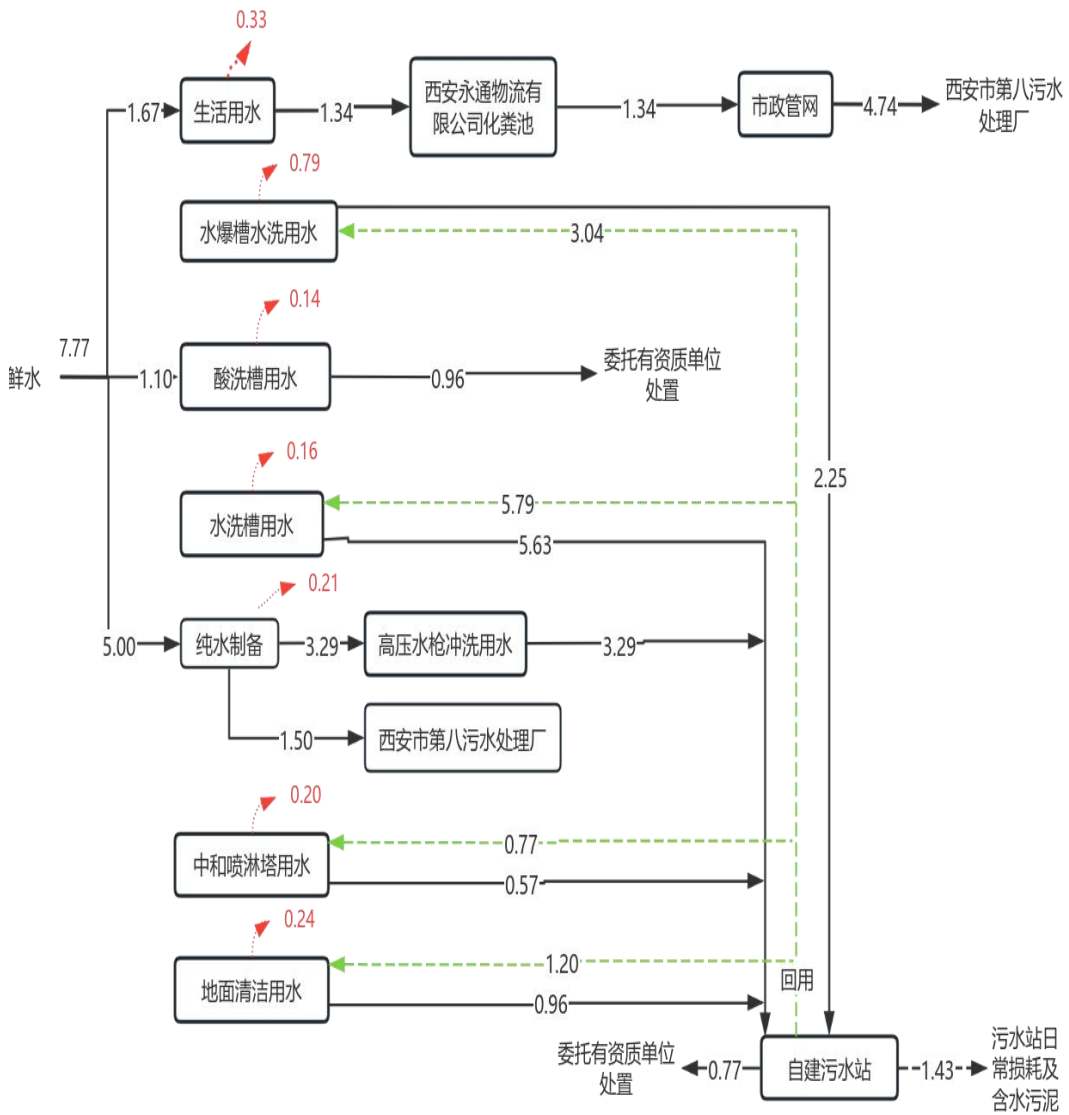 0.33
1.67
生活用水
1.34
西安永通物流有
限公司化粪池
1.34
市政管网
4.74
西安市第八污水
处理厂
0.79
水爆槽水洗用水
3.04
7.77
鲜水
1.10
0.14
酸洗槽用水
0.96
委托有资质单位
处置
0.16
水洗槽用水
5.79
5.63
2.25
0.21
5.00
纯水制备
3.29
高压水枪冲洗用水
3.29
1.50
西安市第八污水处理厂
0.20
中和喷淋塔用水
0.77
0.57
0.24
地面清洁用水
1.20
0.96
回用
委托有资质单位
处置
0.77
自建污水站
1.43
污水站日
常损耗及
含水污泥